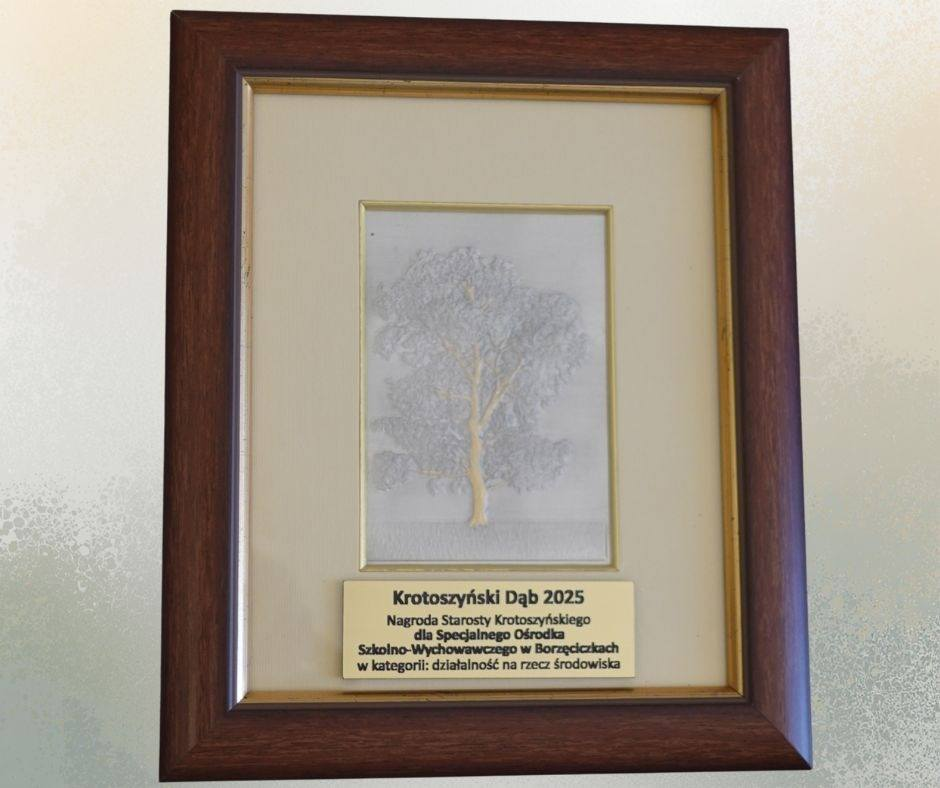 Krotoszyński Dąb 2025
Nagroda Starosty Krotoszyńskiego
dla Specjalnego Ośrodka
Szkolno-Wychowawczego w Borzęciczkach
w kategorii: działalność na rzecz środowiska